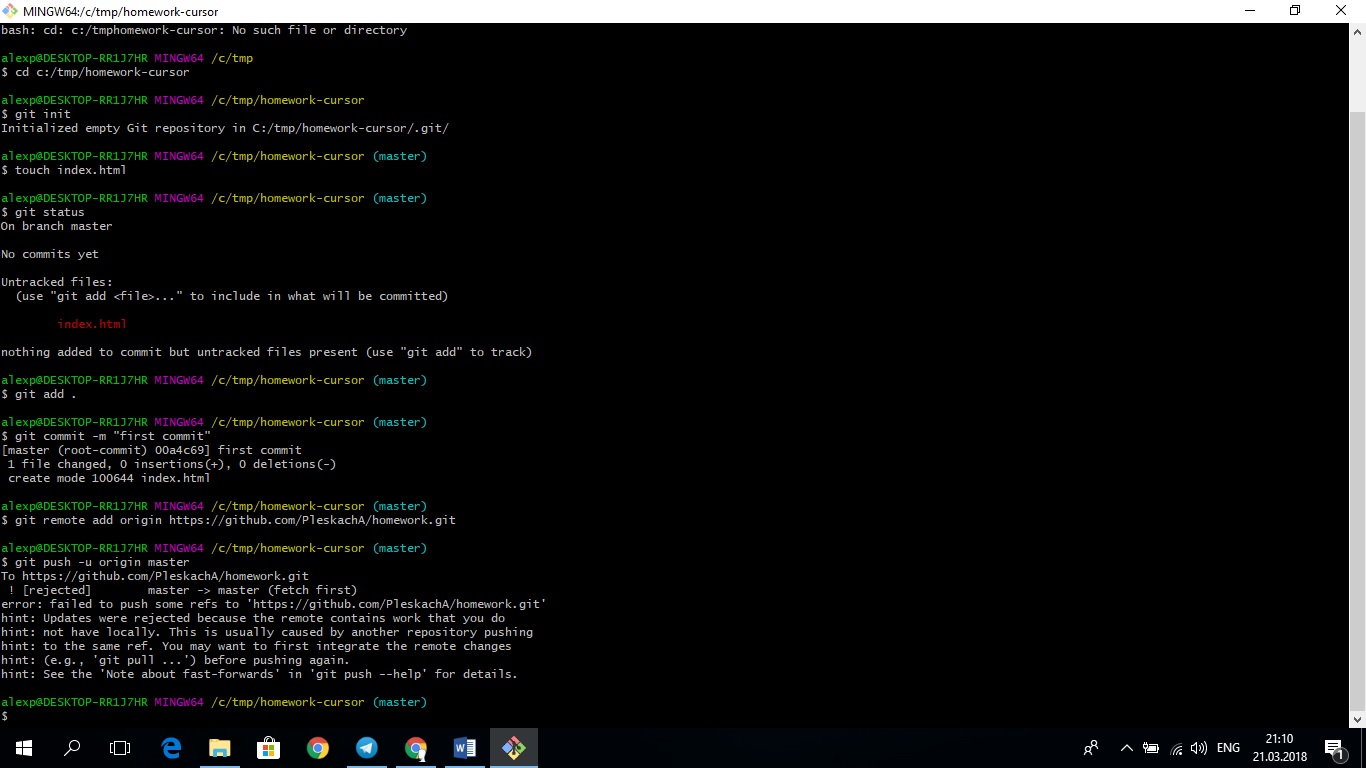 MINGW64:/c/tmp/homework-cursor
bash: cd: c:/tmphomework-cursor: No such file or directory
alexp@DESKTOP-RR1J7HR MINGW64 /c/tmp
$ cd c:/tmp/homework-cursor
alexp@DESKTOP-RR1J7HR MINGW64 /c/tmp/homework-cursor
$ git init
Initialized empty Git repository in C:/tmp/homework-cursor/.git/
alexp@DESKTOP-RR1J7HR MINGW64 /c/tmp/homework-cursor (master)
$ touch index.html
alexp@DESKTOP-RR1J7HR MINGW64 /c/tmp/homework-cursor (master)
$ git status
On branch master
No commits yet
Untracked files:
  (use "git add <file>..." to include in what will be committed)
        index.html
nothing added to commit but untracked files present (use "git add" to track)
alexp@DESKTOP-RR1J7HR MINGW64 /c/tmp/homework-cursor (master)
$ git add .
alexp@DESKTOP-RR1J7HR MINGW64 /c/tmp/homework-cursor (master)
$ git commit -m "first commit"
[master (root-commit) 00a4c69] first commit
 1 file changed, 0 insertions(+), 0 deletions(-)
 create mode 100644 index.html
alexp@DESKTOP-RR1J7HR MINGW64 /c/tmp/homework-cursor (master)
$ git remote add origin https://github.com/PleskachA/homework.git
alexp@DESKTOP-RR1J7HR MINGW64 /c/tmp/homework-cursor (master)
$ git push -u origin master
To https://github.com/PleskachA/homework.git
 ! [rejected]        master -> master (fetch first)
error: failed to push some refs to 'https://github.com/PleskachA/homework.git'
hint: Updates were rejected because the remote contains work that you do
hint: not have locally. This is usually caused by another repository pushing
hint: to the same ref. You may want to first integrate the remote changes
hint: (e.g., 'git pull ...') before pushing again.
hint: See the 'Note about fast-forwards' in 'git push --help' for details.
alexp@DESKTOP-RR1J7HR MINGW64 /c/tmp/homework-cursor (master)
$
ENG
21:10
21.03.2018
1